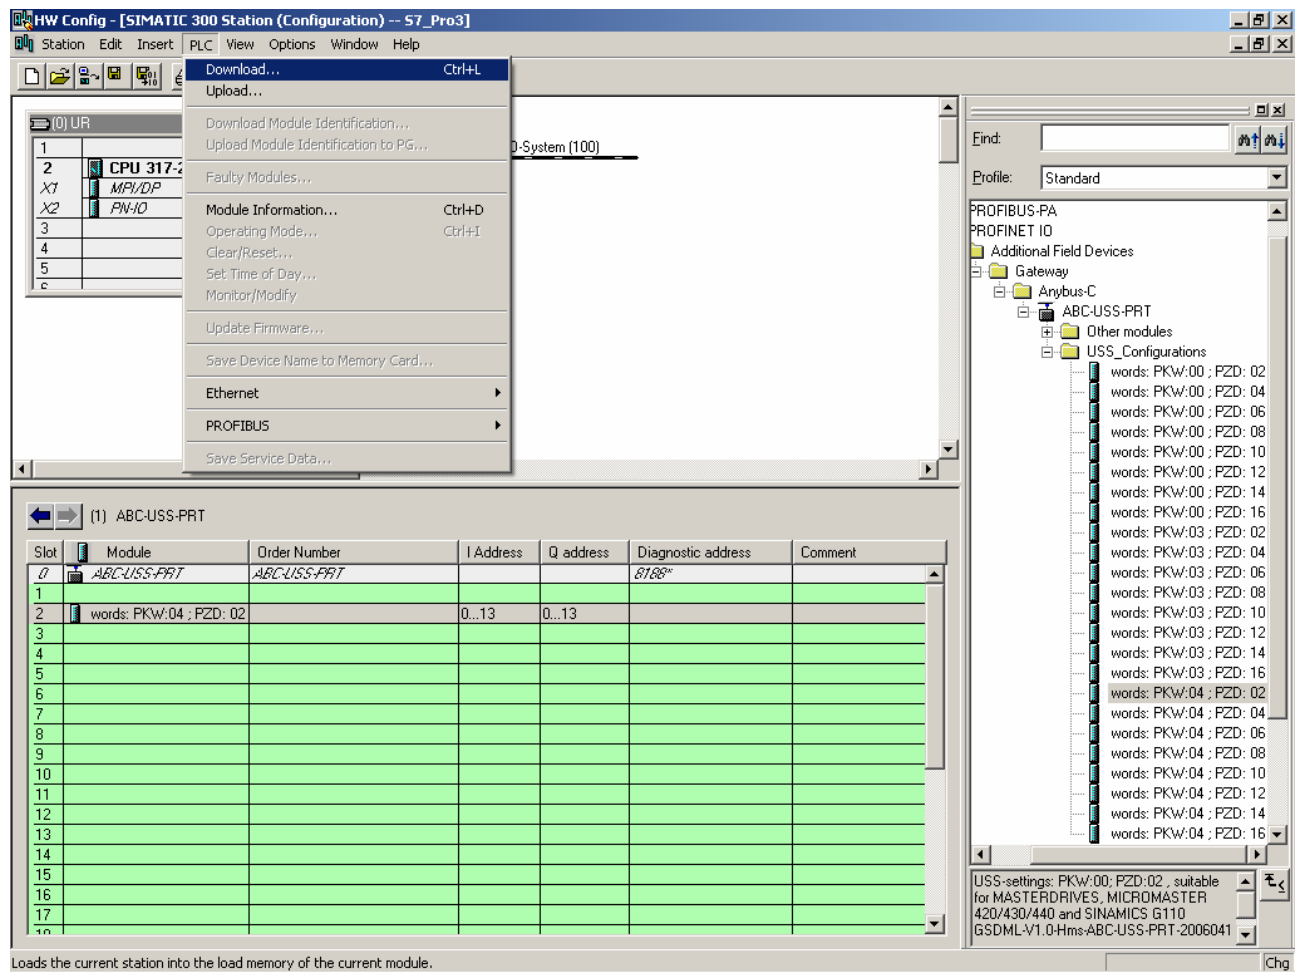 HW Config - [SIMATIC 300 Station (Configuration) -- S7_Pro3]
Station Edit Insert PLC View Options Window Help
Download... Ctrl+L
Upload...
Download Module Identification...
Upload Module Identification to PG...
Faulty Modules...
Module Information... Ctrl+D
Operating Mode... Ctrl+I
Clear/Reset...
Set Time of Day...
Monitor/Modify
Update Firmware...
Save Device Name to Memory Card...
Ethernet
PROFIBUS
Save Service Data...
(0) UR
1
2 CPU 317-2
X1 MPI/DP
X2 PN-IO
3
4
5
-System (100)
Find:
Profile: Standard
PROFIBUS-PA
PROFINET IO
Additional Field Devices
Gateway
Anybus-C
ABC-USS-PRT
Other modules
USS_Configurations
words: PKW:00 ; PZD: 02
words: PKW:00 ; PZD: 04
words: PKW:00 ; PZD: 06
words: PKW:00 ; PZD: 08
words: PKW:00 ; PZD: 10
words: PKW:00 ; PZD: 12
words: PKW:00 ; PZD: 14
words: PKW:00 ; PZD: 16
words: PKW:03 ; PZD: 02
words: PKW:03 ; PZD: 04
words: PKW:03 ; PZD: 06
words: PKW:03 ; PZD: 08
words: PKW:03 ; PZD: 10
words: PKW:03 ; PZD: 12
words: PKW:03 ; PZD: 14
words: PKW:03 ; PZD: 16
words: PKW:04 ; PZD: 02
words: PKW:04 ; PZD: 04
words: PKW:04 ; PZD: 06
words: PKW:04 ; PZD: 08
words: PKW:04 ; PZD: 10
words: PKW:04 ; PZD: 12
words: PKW:04 ; PZD: 14
words: PKW:04 ; PZD: 16
USS-settings: PKW:00; PZD:02 , suitable
for MASTERDRIVES, MICROMASTER
420/430/440 and SINAMICS G110
GSDML-V1.0-Hms-ABC-USS-PRT-2006041
(1) ABC-USS-PRT
Slot Module Order Number I Address Q address Diagnostic address Comment
0 ABC-USS-PRT ABC-USS-PRT 8188*
1
2 words: PKW:04 ; PZD: 02 0...13 0...13
3
4
5
6
7
8
9
10
11
12
13
14
15
16
17
Loads the current station into the load memory of the current module. Chg